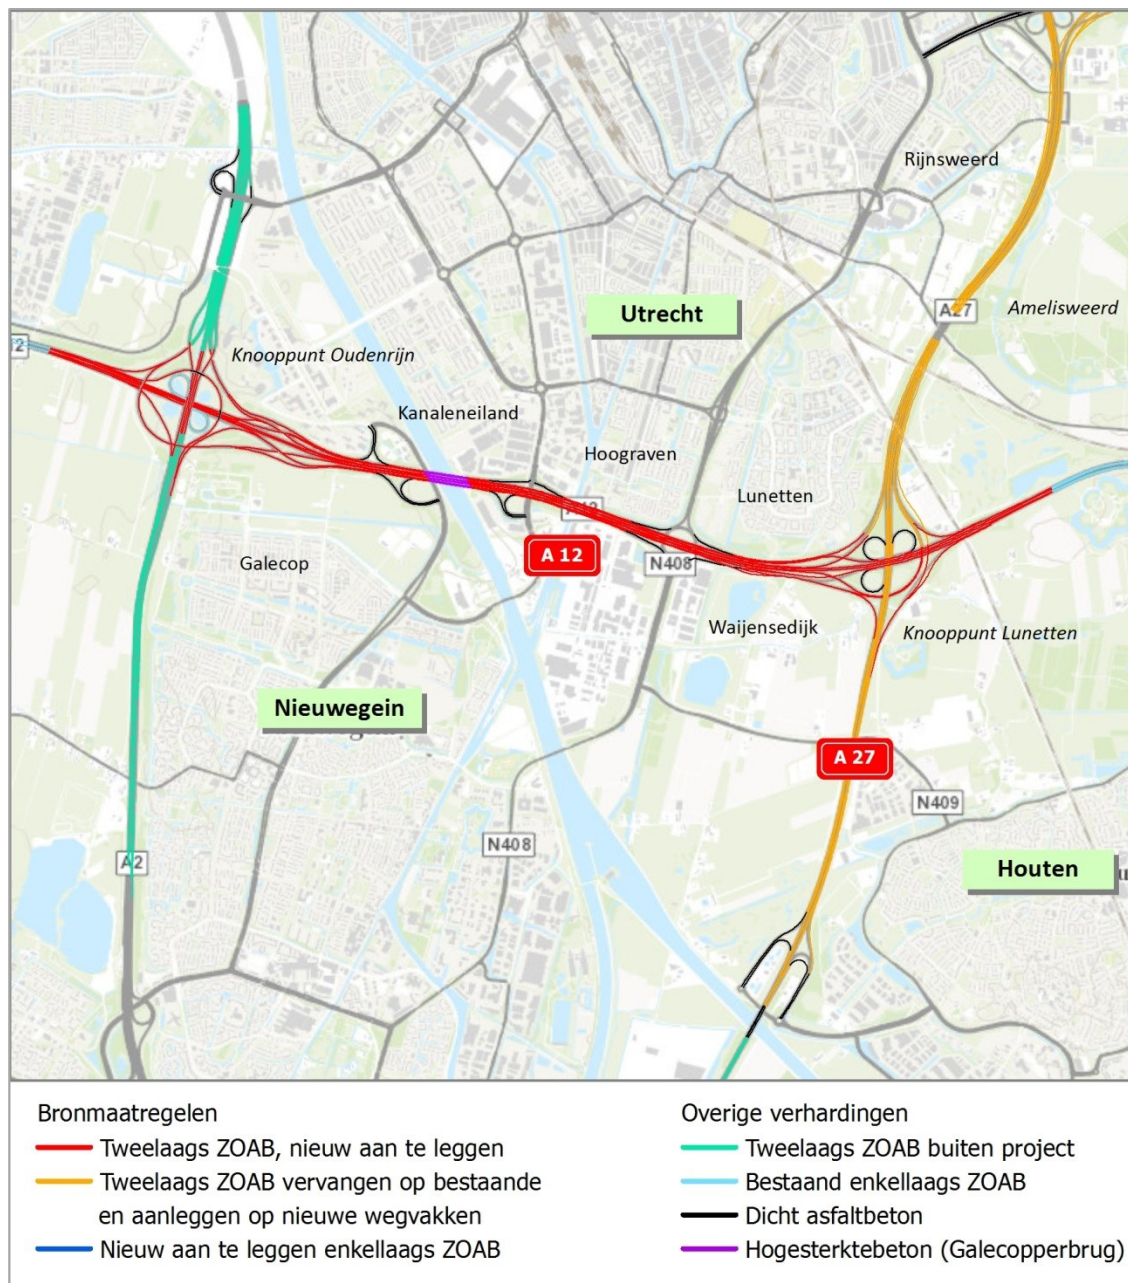 Rijnsweerd
Utrecht
A27
Amelisweerd
2
Knooppunt Oudenrijn
Kanaleneiland
Hoograven
Lunetten
A 12
N408
Galecop
Waijensedijk
Knooppunt Lunetten
Nieuwegein
A 27
N409
A2
N408
Houten
Bronmaatregelen
Tweelaags ZOAB, nieuw aan te leggen
Tweelaags ZOAB vervangen op bestaande
en aanleggen op nieuwe wegvakken
Nieuw aan te leggen enkellaags ZOAB
Overige verhardingen
Tweelaags ZOAB buiten project
Bestaand enkellaags ZOAB
Dicht asfaltbeton
Hogesterktebeton (Galecopperbrug)